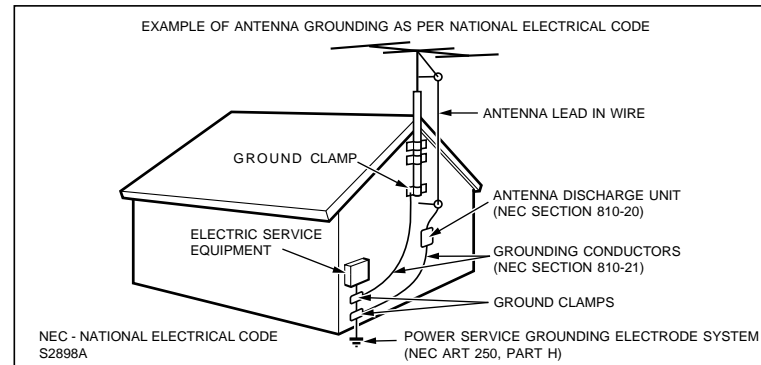 EXAMPLE OF ANTENNA GROUNDING AS PER NATIONAL ELECTRICAL CODE
ANTENNA LEAD IN WIRE
GROUND CLAMP
ANTENNA DISCHARGE UNIT
(NEC SECTION 810-20)
ELECTRIC SERVICE
EQUIPMENT
GROUNDING CONDUCTORS
(NEC SECTION 810-21)
GROUND CLAMPS
NEC - NATIONAL ELECTRICAL CODE
S2898A
POWER SERVICE GROUNDING ELECTRODE SYSTEM
(NEC ART 250, PART H)